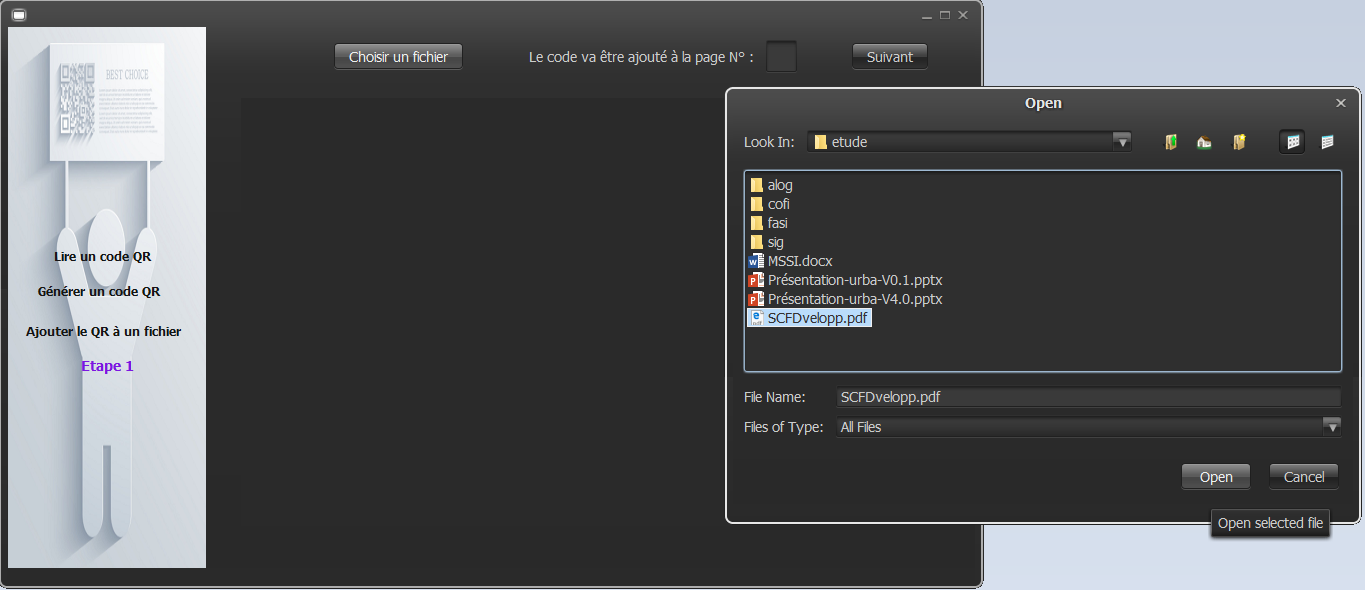 Choisir un fichier
Le code va être ajouté à la page N° :
Suivant
BEST CHOICE
Lire un code QR
Générer un code QR
Ajouter le QR à un fichier
Etape 1
Open
Look In:
etude
alog
cofi
fasi
sig
MSSI.docx
Présentation-urba-V0.1.pptx
Présentation-urba-V4.0.pptx
SCFDvelopp.pdf
File Name: SCFDvelopp.pdf
Files of Type: All Files
Open
Cancel
Open selected file